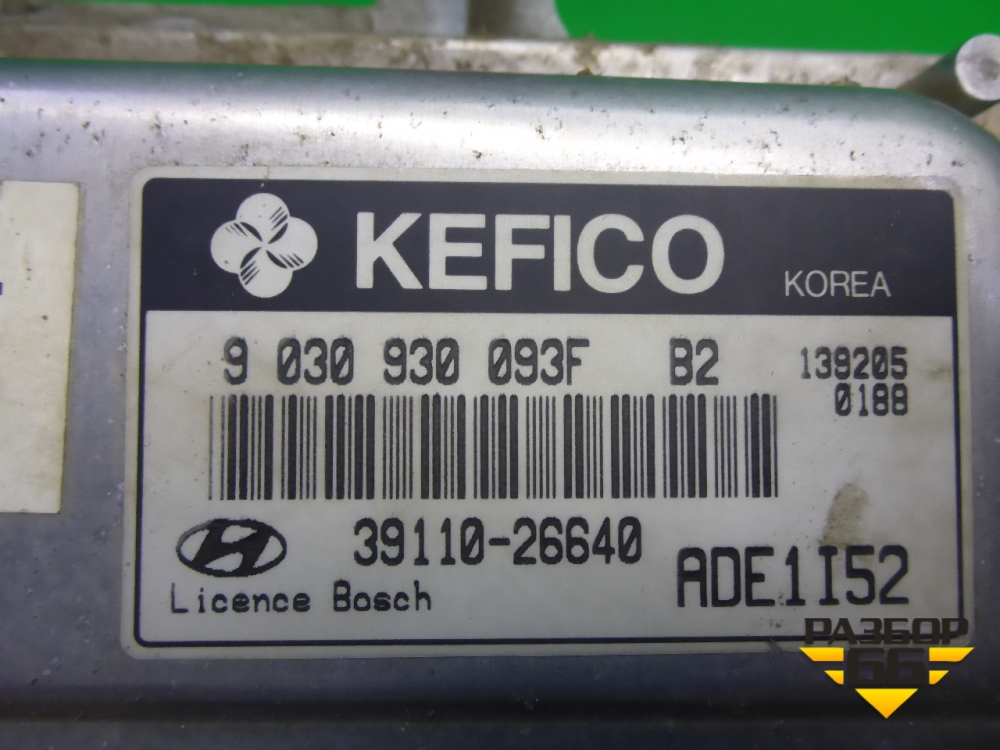 KEFICO
KOREA
9 030 930 093F B2
139205
0188
39110-26640
ADE1I52
Licence Bosch
РАЗБОР
66